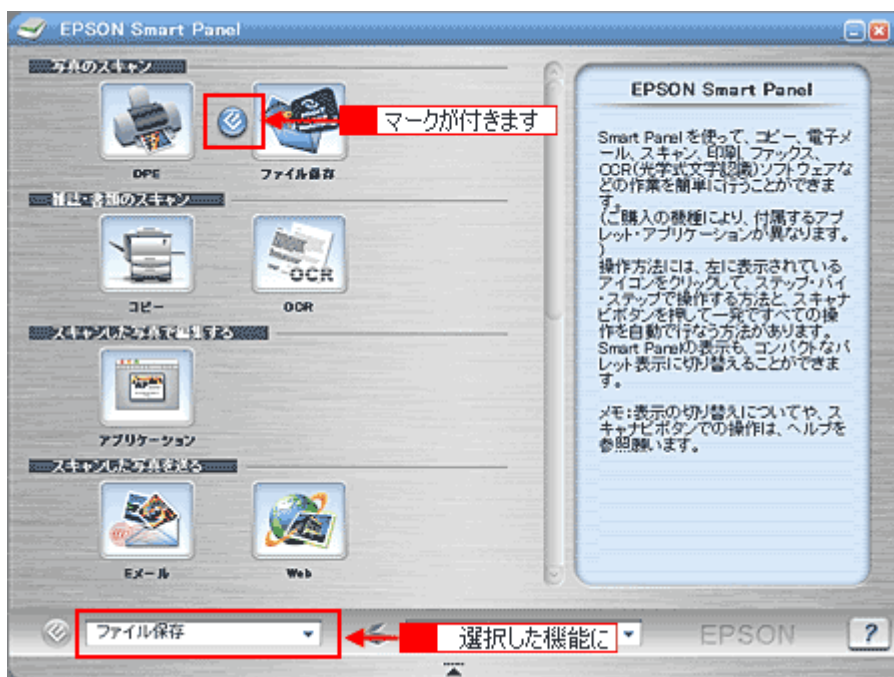 EPSON Smart Panel
写真のスキャン
マークが付きます
DPE
ファイル保存
雑誌・書類のスキャン
OCR
コピー
OCR
スキャンした写真で編集する
アプリケーション
スキャンした写真を送る
Eメール
Web
EPSON Smart Panel
Smart Panel を使って、コピー、電子メ
ール、スキャン、印刷、ファックス、
OCR(光学式文字認識)ソフトウェアな
どの作業を簡単に行うことができま
す。
(ご購入の機種により、付属するアプ
レット・アプリケーションが異なります。
)
操作方法には、左に表示されている
アイコンをクリックして、ステップ・バイ
・ステップで操作する方法と、スキャナ
ビボタンを押して一発ですべての操
作を自動で行なう方法があります。
Smart Panelの表示も、コンパクトなパ
レット表示に切り替えることができま
す。
メモ:表示の切り替えについてや、ス
キャナビボタンでの操作は、ヘルプを
参照願います。
ファイル保存
選択した機能に
EPSON
?